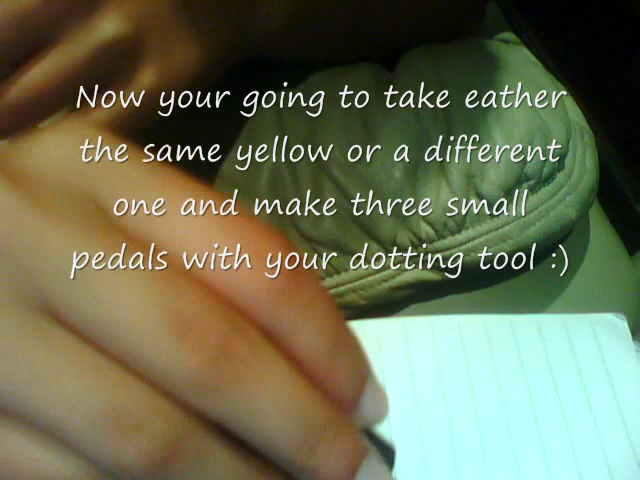 Now your going to take eather
the same yellow or a different
one and make three small
pedals with your dotting tool :)